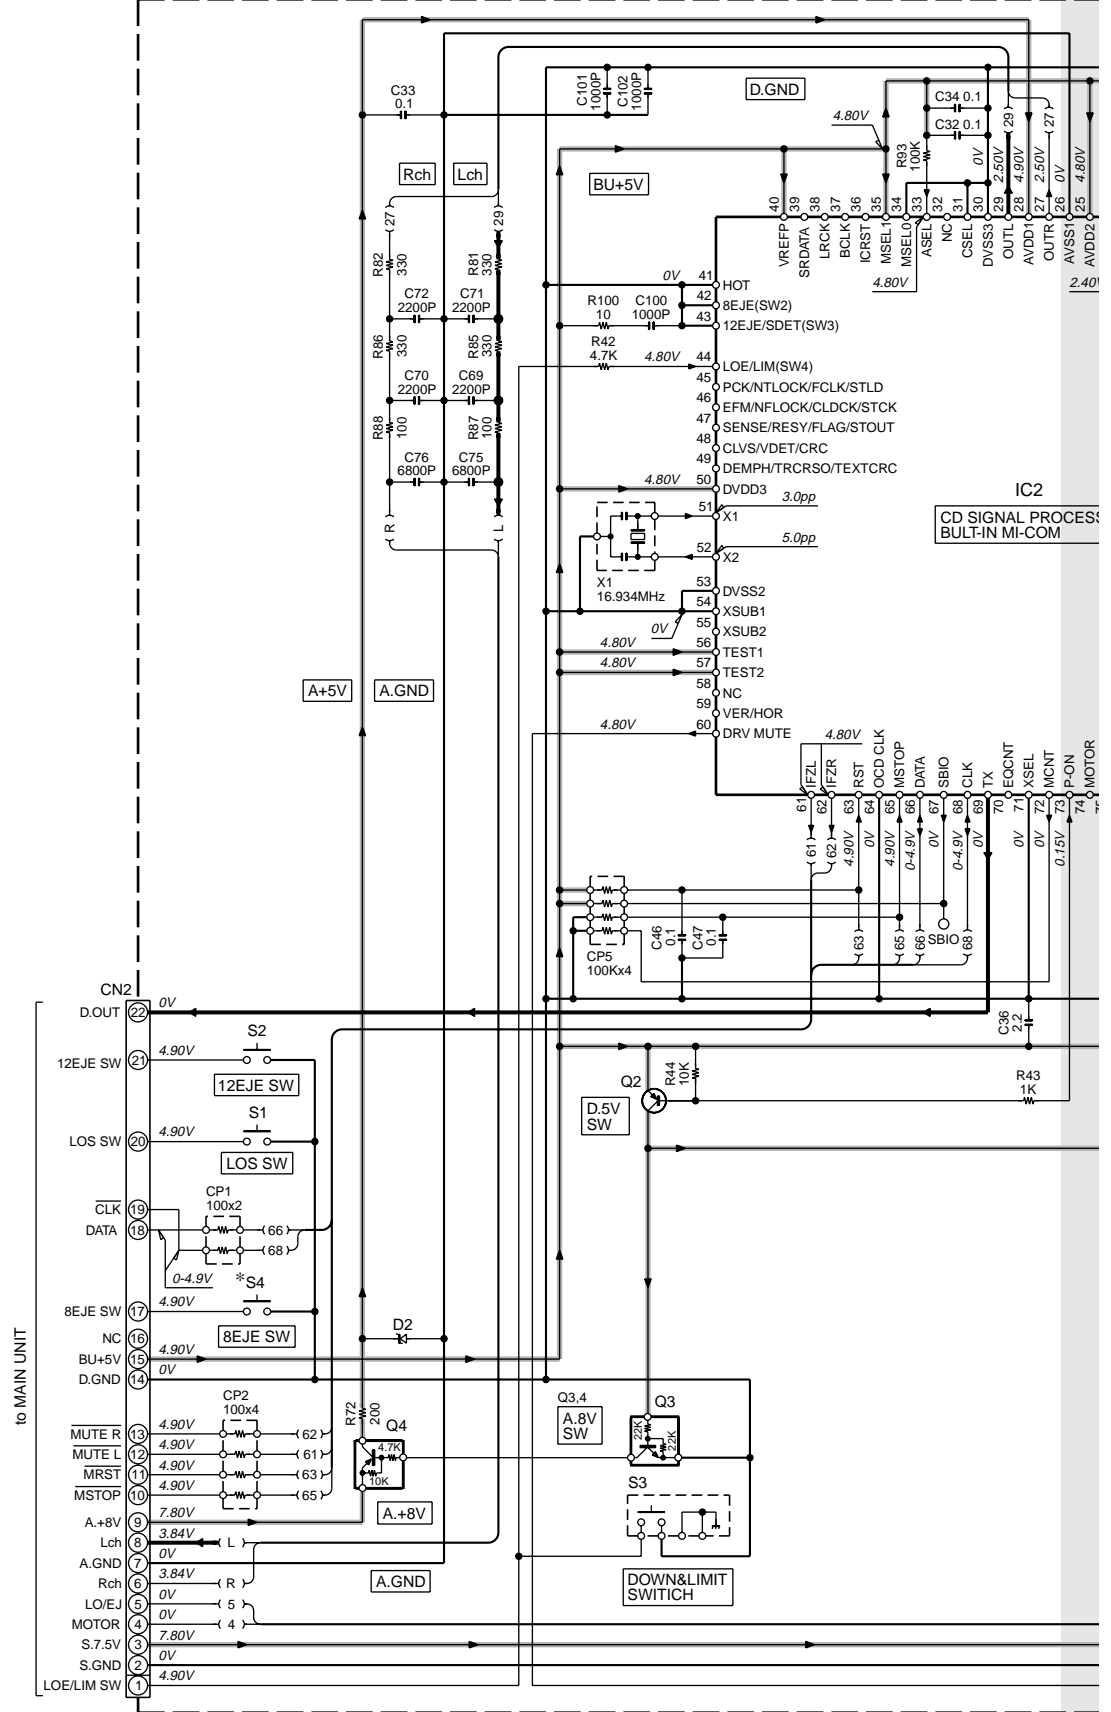 C33
0.1
C101
1000P
C102
1000P
D.GND
4.80V
C34 0.1
C32 0.1
R93
100K
0V
29
2.50V
4.90V
27
2.50V
0V
4.80V
Rch
Lch
BU+5V
27
29
40
39
38
37
36
35
34
33
32
31
30
29
28
27
26
25
VREFP
SRDATA
LRCK
BCLK
ICRST
MSEL1
MSEL0
ASEL
NC
CSEL
DVSS3
OUTL
AVDD1
OUTR
AVSS1
AVDD2
4.80V
2.40V
R82
330
R81
330
C72
2200P
C71
2200P
R86
330
R85
330
C70
2200P
C69
2200P
R88
100
R87
100
C76
6800P
C75
6800P
R
L
0V
41
HOT
42
8EJE(SW2)
R100
10
C100
1000P
43
12EJE/SDET(SW3)
R42
4.7K
4.80V
44
LOE/LIM(SW4)
45
PCK/NTLOCK/FCLK/STLD
46
EFM/NFLOCK/CLDCK/STCK
47
SENSE/RESY/FLAG/STOUT
48
CLVS/VDET/CRC
49
DEMPH/TRCRSO/TEXTCRC
4.80V
50
DVDD3
51
X1
3.0pp
52
X2
5.0pp
IC2
CD SIGNAL PROCESS
BULT-IN MI-COM
X1
16.934MHz
53
DVSS2
54
XSUB1
0V
55
XSUB2
4.80V
56
TEST1
4.80V
57
TEST2
58
NC
59
VER/HOR
4.80V
60
DRV MUTE
A+5V
A.GND
4.80V
IFZL
IFZR
RST
OCD CLK
MSTOP
DATA
SBIO
CLK
TX
EQCNT
XSEL
MCNT
P-ON
MOTOR
61
62
63
64
65
66
67
68
69
70
71
72
73
74
75
61
62
4.90V
0V
4.90V
0-4.9V
0V
0-4.9V
0V
0V
0V
0.15V
CP5
100Kx4
C46
0.1
C47
0.1
63
65
66
SBIO
68
C36
2.2
CN2
D.OUT
22
0V
12EJE SW
21
4.90V
S2
12EJE SW
LOS SW
20
4.90V
S1
LOS SW
Q2
D.5V
SW
R44
10K
R43
1K
CLK
19
DATA
18
CP1
100x2
66
68
0-4.9V
*S4
8EJE SW
17
4.90V
8EJE SW
NC
16
BU+5V
15
4.90V
D.GND
14
0V
D2
to MAIN UNIT
CP2
100x4
MUTE R
13
4.90V
62
MUTE L
12
4.90V
61
MRST
11
4.90V
63
MSTOP
10
4.90V
65
R72
200
Q4
4.7K
10K
A.+8V
Q3,4
A.8V
SW
Q3
22K
22K
S3
DOWN&LIMIT
SWITICH
A.+8V
9
7.80V
Lch
8
3.84V
L
A.GND
7
0V
A.GND
Rch
6
3.84V
R
LO/EJ
5
0V
5
MOTOR
4
0V
4
S.7.5V
3
7.80V
S.GND
2
0V
LOE/LIM SW
1
4.90V